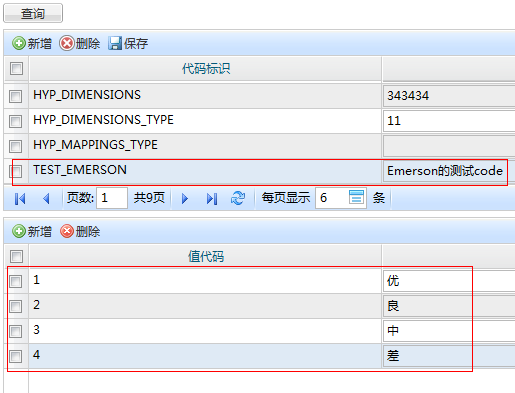 查询
新增 删除 保存
代码标识
HYP_DIMENSIONS 343434
HYP_DIMENSIONS_TYPE 11
HYP_MAPPINGS_TYPE
TEST_EMERSON Emerson的测试code
页数: 1 共9页 每页显示 6 条
新增 删除
值代码
1 优
2 良
3 中
4 差